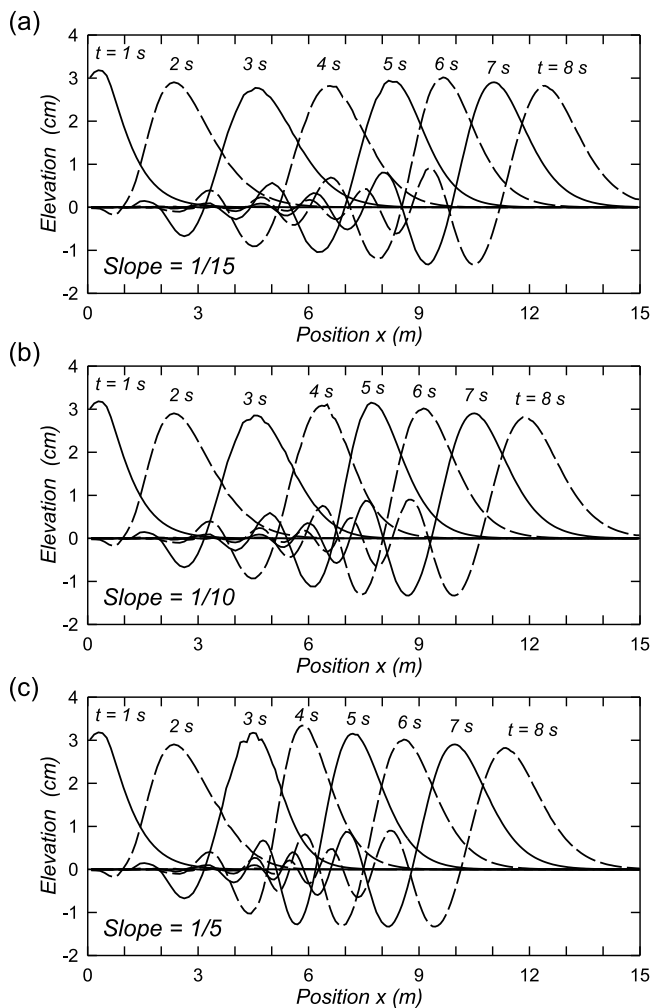 (a)
4
3
2
1
0
-1
-2
Elevation (cm)
t = 1 s
2 s
3 s
4 s
5 s
6 s
7 s
t = 8 s
Slope = 1/15
0
3
6
9
12
15
Position x (m)
(b)
4
3
2
1
0
-1
-2
Elevation (cm)
t = 1 s
2 s
3 s
4 s
5 s
6 s
7 s
t = 8 s
Slope = 1/10
0
3
6
9
12
15
Position x (m)
(c)
4
3
2
1
0
-1
-2
Elevation (cm)
t = 1 s
2 s
3 s
4 s
5 s
6 s
7 s
t = 8 s
Slope = 1/5
0
3
6
9
12
15
Position x (m)